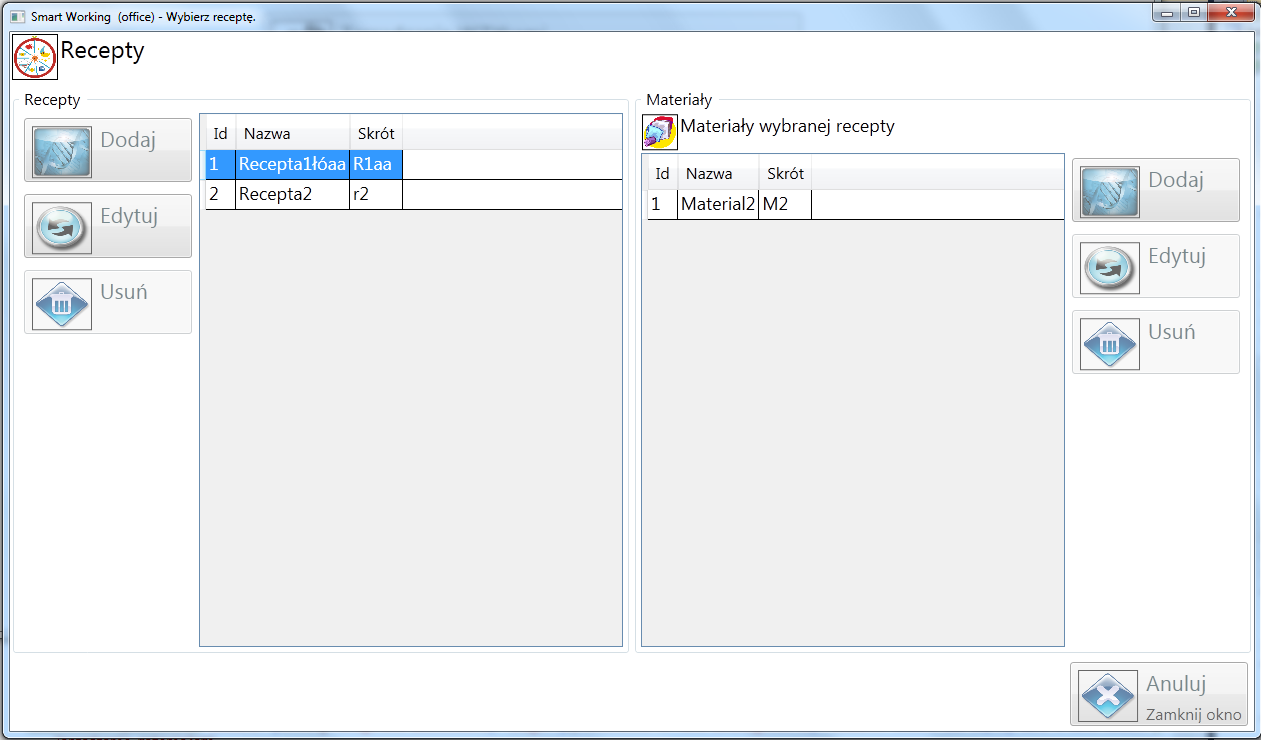 Smart Working (office) - Wybierz receptę.
Recepty
Recepty
Dodaj
Edytuj
Usuń
Id Nazwa Skrót
1 Recepta1łóaa R1aa
2 Recepta2 r2
Materiały
Materiały wybranej recepty
Id Nazwa Skrót
1 Material2 M2
Dodaj
Edytuj
Usuń
Anuluj
Zamknij okno